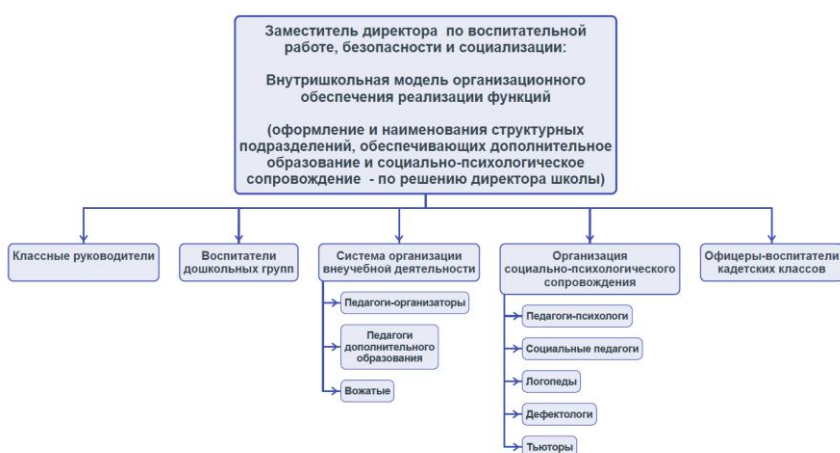 Заместитель директора по воспитательной
работе, безопасности и социализации:
Внутришкольная модель организационного
обеспечения реализации функций
(оформление и наименования структурных
подразделений, обеспечивающих дополнительное
образование и социально-психологическое
сопровождение - по решению директора школы)
Классные руководители
Воспитатели
дошкольных групп
Система организации
внеучебной деятельности
Педагоги-организаторы
Педагоги
дополнительного
образования
Вожатые
Организация
социально-психологического
сопровождения
Педагоги-психологи
Социальные педагоги
Логопеды
Дефектологи
Тьюторы
Офицеры-воспитатели
кадетских классов